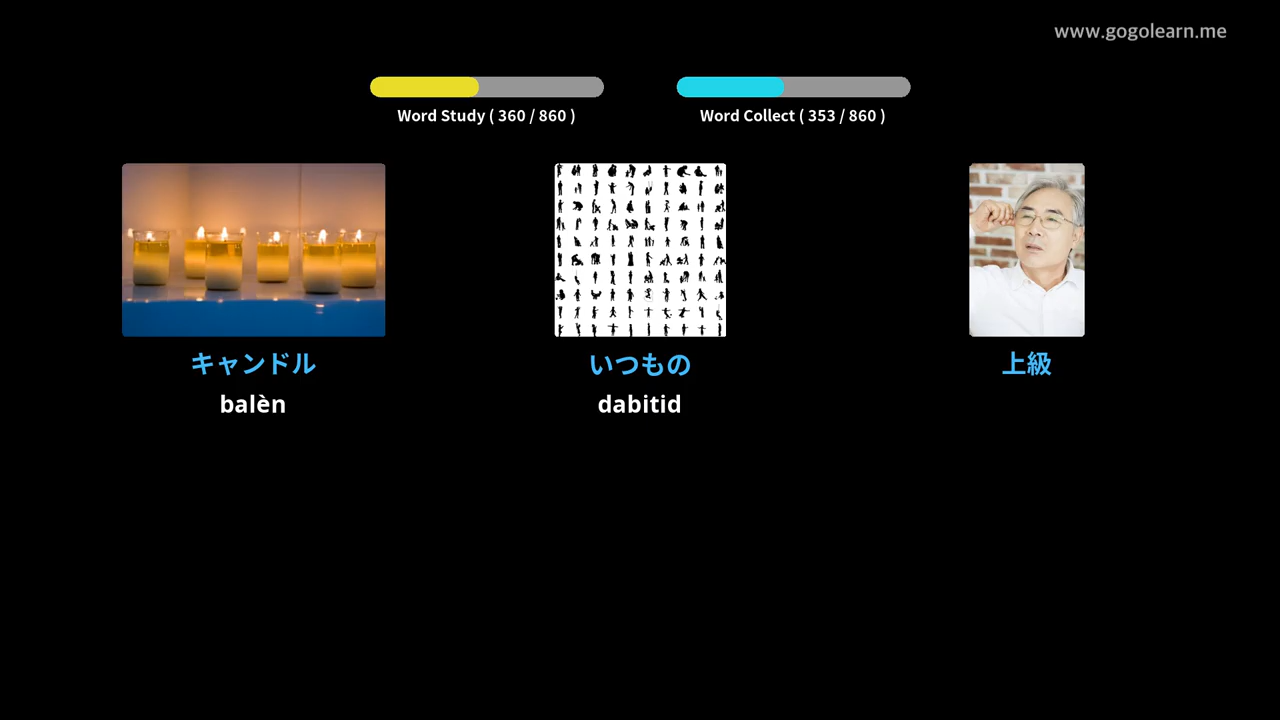 www.gogolearn.me
Word Study ( 360 / 860 )
Word Collect ( 353 / 860 )
キャンドル
balèn
いつもの
dabitid
上級